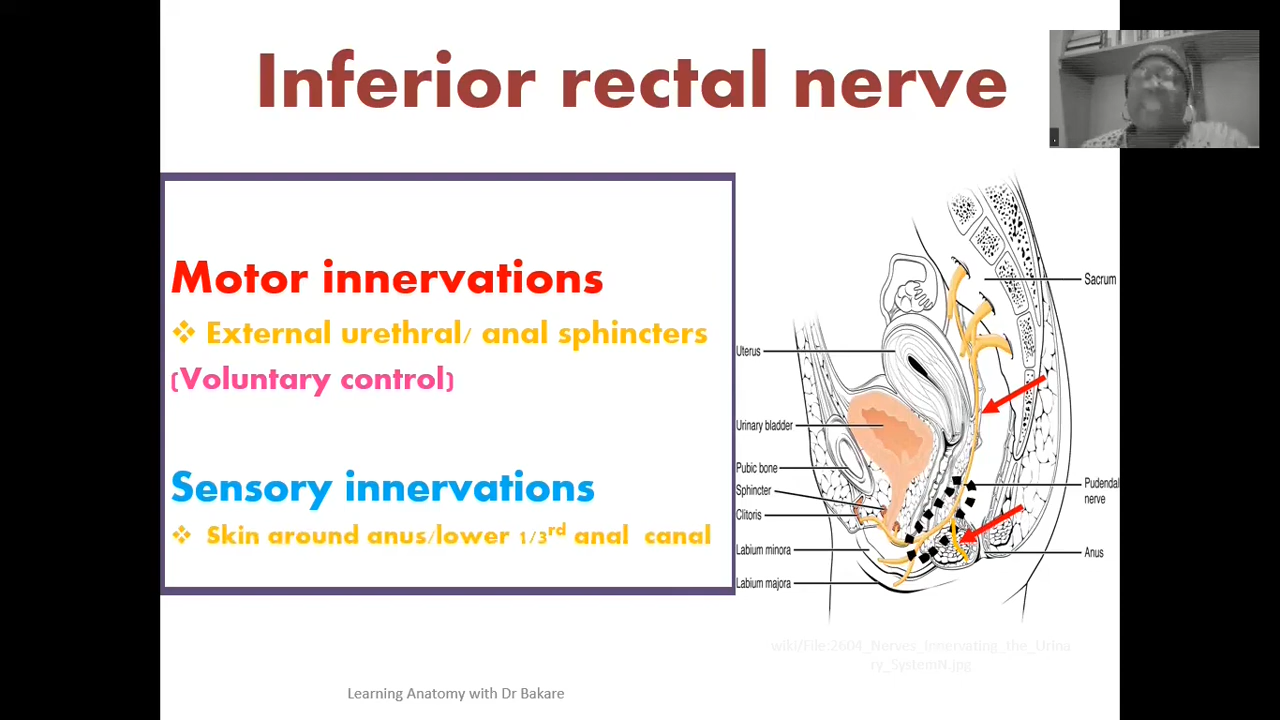 Inferior rectal nerve
Motor innervations
❖ External urethral/ anal sphincters
(Voluntary control)
Sensory innervations
❖ Skin around anus/lower 1/3rd anal canal
Sacrum
Uterus
Urinary bladder
Pubic bone
Sphincter
Clitoris
Labium minora
Labium majora
Pudendal
nerve
Anus
wiki/File:2604_Nerves_Innervating_the_Urina
ry_SystemN.jpg
Learning Anatomy with Dr Bakare